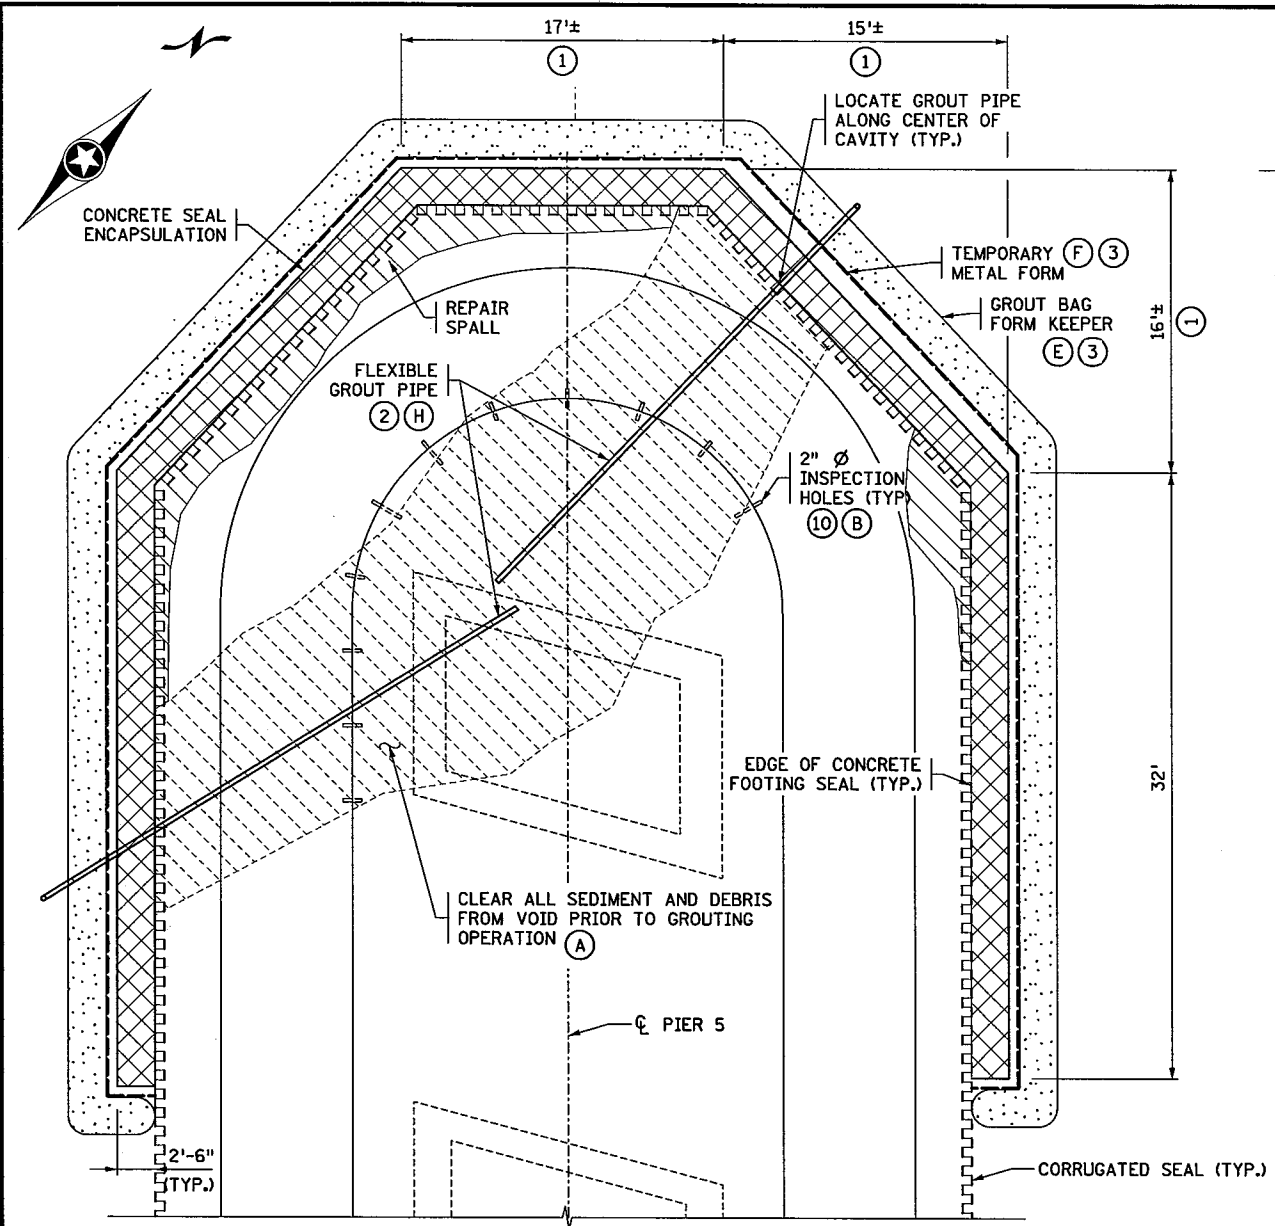 N
17'±
1
15'±
1
LOCATE GROUT PIPE
ALONG CENTER OF
CAVITY (TYP.)
CONCRETE SEAL
ENCAPSULATION
TEMPORARY F 3
METAL FORM
REPAIR
SPALL
GROUT BAG
FORM KEEPER
E 3
16'±
1
FLEXIBLE
GROUT PIPE
2 H
2" Ø
INSPECTION
HOLES (TYP
10 B
EDGE OF CONCRETE
FOOTING SEAL (TYP.)
32'
CLEAR ALL SEDIMENT AND DEBRIS
FROM VOID PRIOR TO GROUTING
OPERATION A
℄ PIER 5
2'-6"
(TYP.)
CORRUGATED SEAL (TYP.)